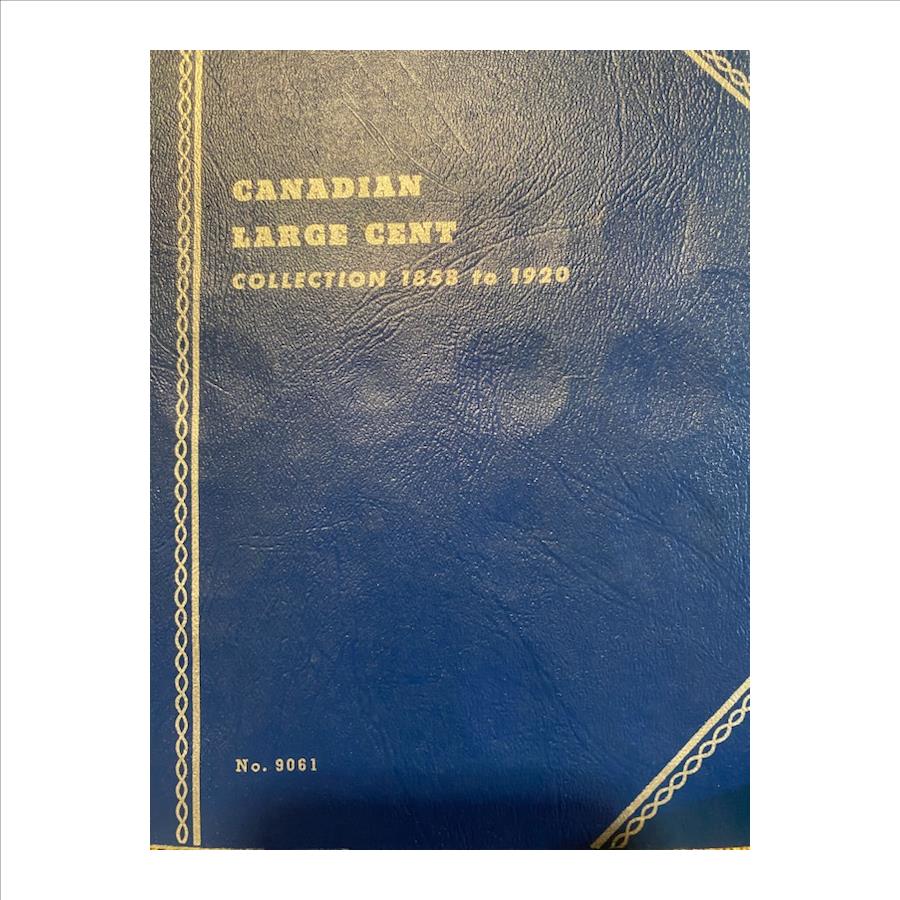 CANADIAN
LARGE CENT
COLLECTION 1858 to 1920
No. 9061